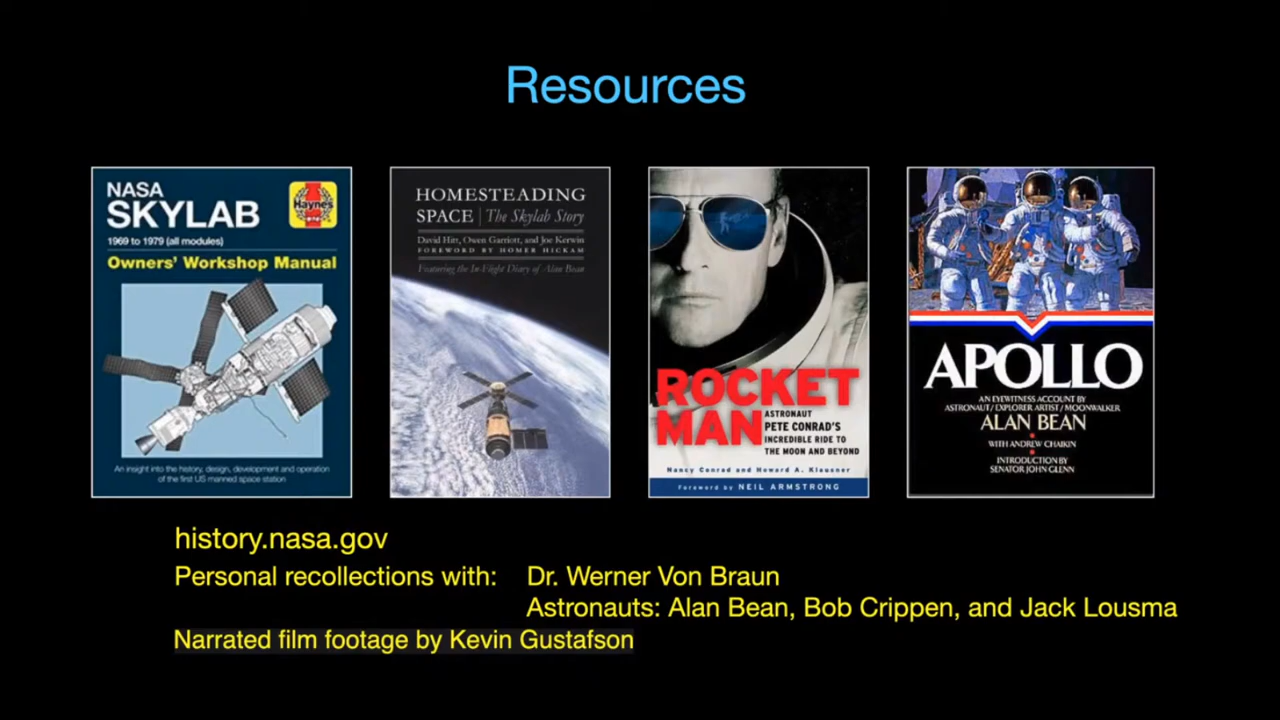 Resources
NASA
SKYLAB
Haynes
1969 to 1979 (all modules)
Owners' Workshop Manual
An insight into the history, design, development and operation
of the first US manned space station
HOMESTEADING
SPACE | The Skylab Story
David Hitt, Owen Garriott, and Joe Kerwin
FOREWORD BY HOMER HICKAM
Featuring the In-Flight Diary of Alan Bean
ROCKET
MAN
ASTRONAUT
PETE CONRAD'S
INCREDIBLE RIDE TO
THE MOON AND BEYOND
Nancy Conrad and Howard A. Klausner
Foreword by NEIL ARMSTRONG
APOLLO
AN EYEWITNESS ACCOUNT BY
ASTRONAUT/EXPLORER ARTIST/MOONWALKER
ALAN BEAN
WITH ANDREW CHAIKIN
INTRODUCTION BY
SENATOR JOHN GLENN
history.nasa.gov
Personal recollections with: Dr. Werner Von Braun
Astronauts: Alan Bean, Bob Crippen, and Jack Lousma
Narrated film footage by Kevin Gustafson